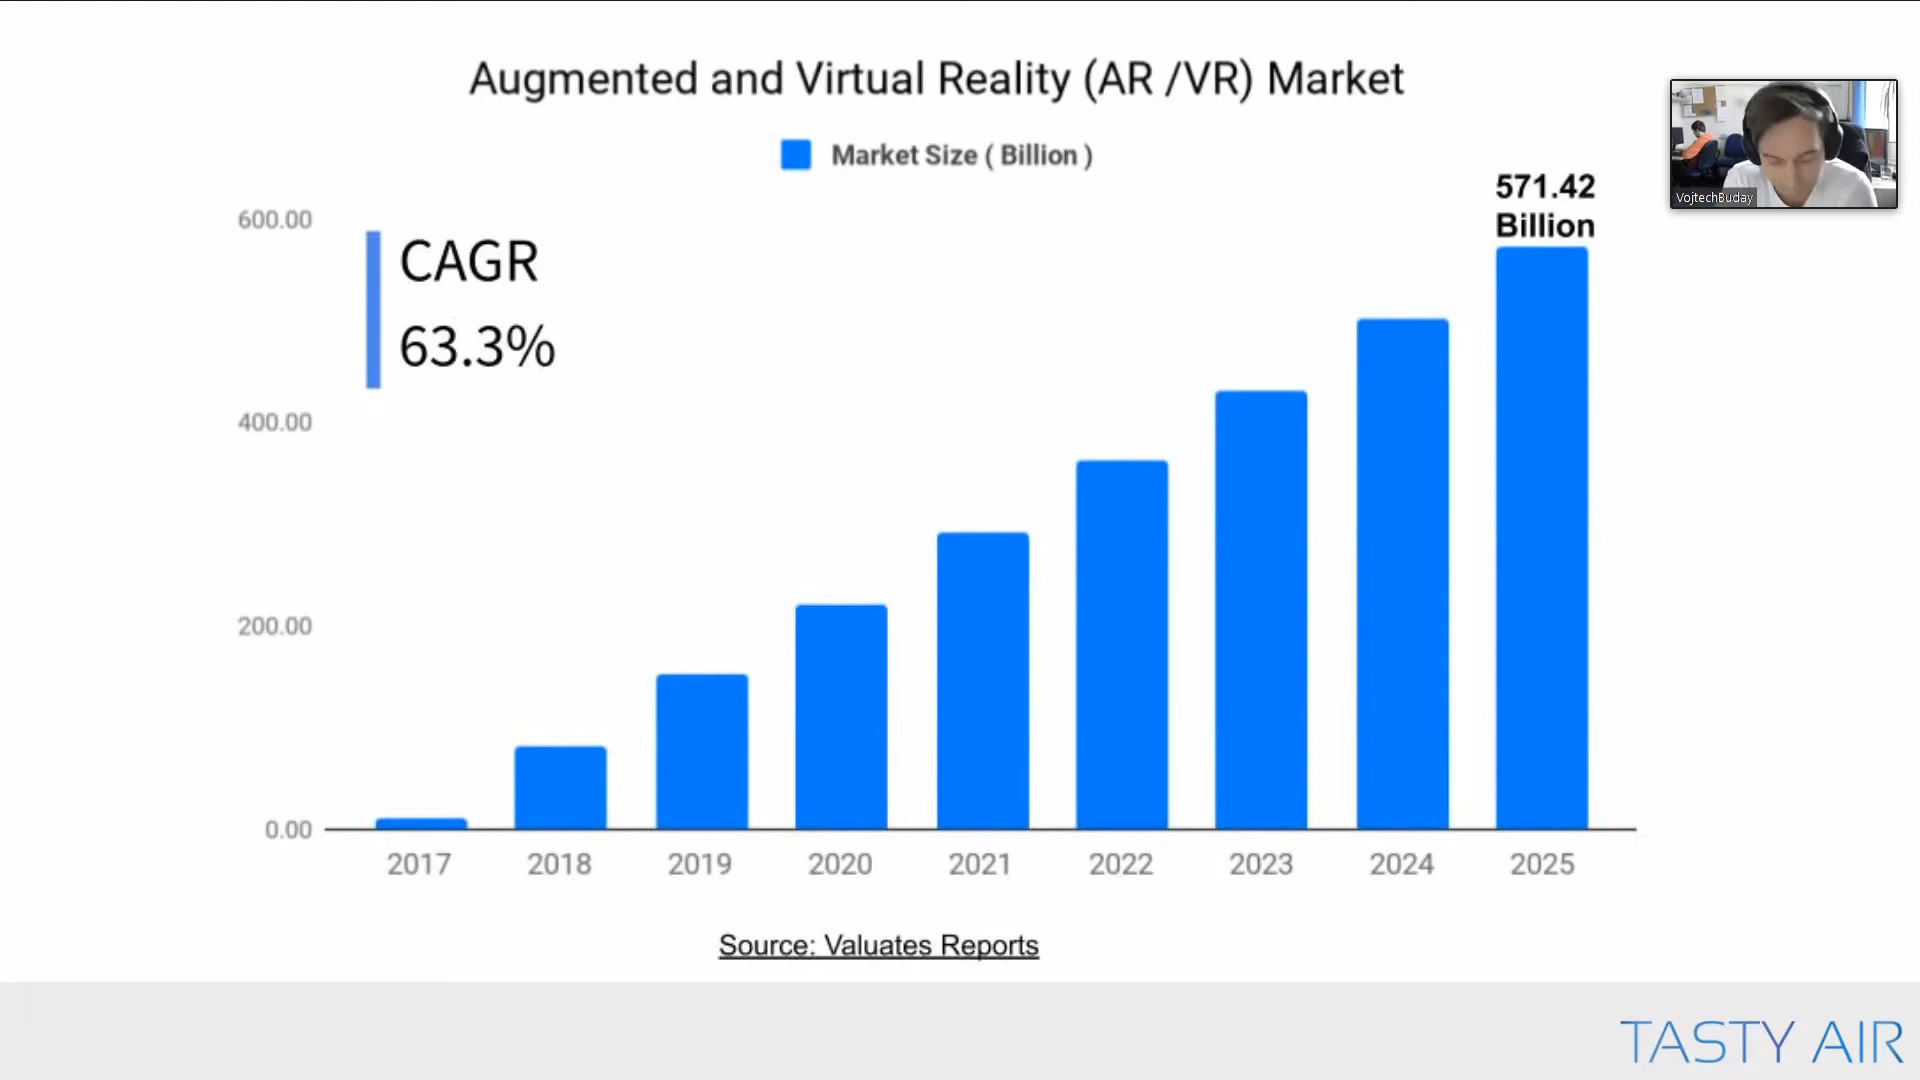 Augmented and Virtual Reality (AR /VR) Market
Market Size ( Billion )
VojtechBuday
571.42
Billion
600.00
CAGR
63.3%
400.00
200.00
0.00
2017 2018 2019 2020 2021 2022 2023 2024 2025
Source: Valuates Reports
TASTY AIR